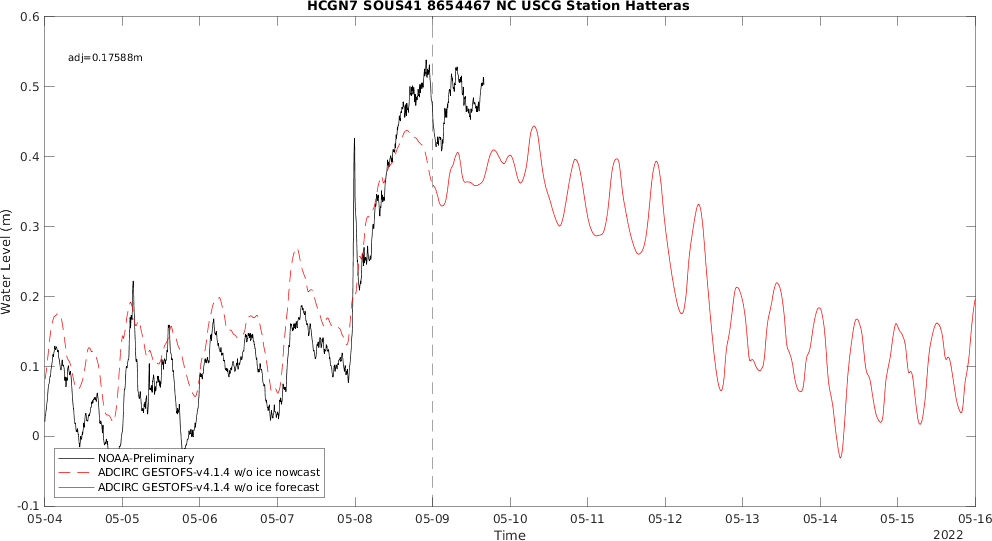 HCGN7 SOUS41 8654467 NC USCG Station Hatteras
adj=0.17588m
0.6
0.5
0.4
0.3
0.2
0.1
0
-0.1
Water Level (m)
NOAA-Preliminary
ADCIRC GESTOFS-v4.1.4 w/o ice nowcast
ADCIRC GESTOFS-v4.1.4 w/o ice forecast
05-04 05-05 05-06 05-07 05-08 05-09 05-10 05-11 05-12 05-13 05-14 05-15 05-16
Time
2022